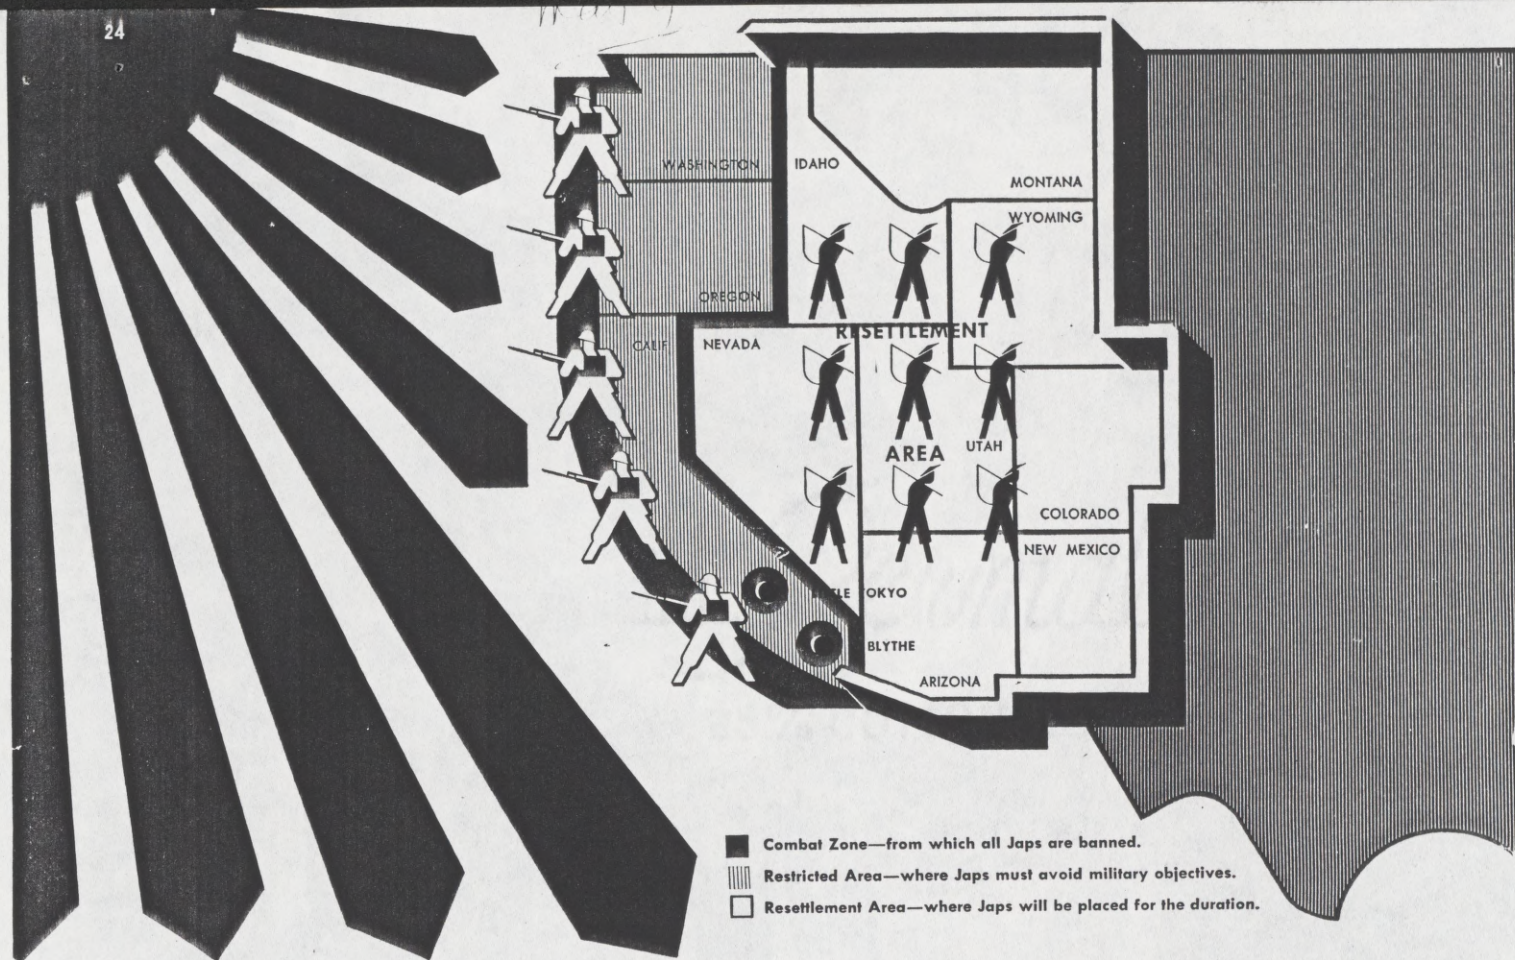 24
WASHINGTON
IDAHO
MONTANA
WYOMING
OREGON
RESETTLEMENT
CALIF
NEVADA
AREA
UTAH
COLORADO
NEW MEXICO
BLYTHE
ARIZONA
Combat Zone—from which all Japs are banned.
Restricted Area—where Japs must avoid military objectives.
Resettlement Area—where Japs will be placed for the duration.